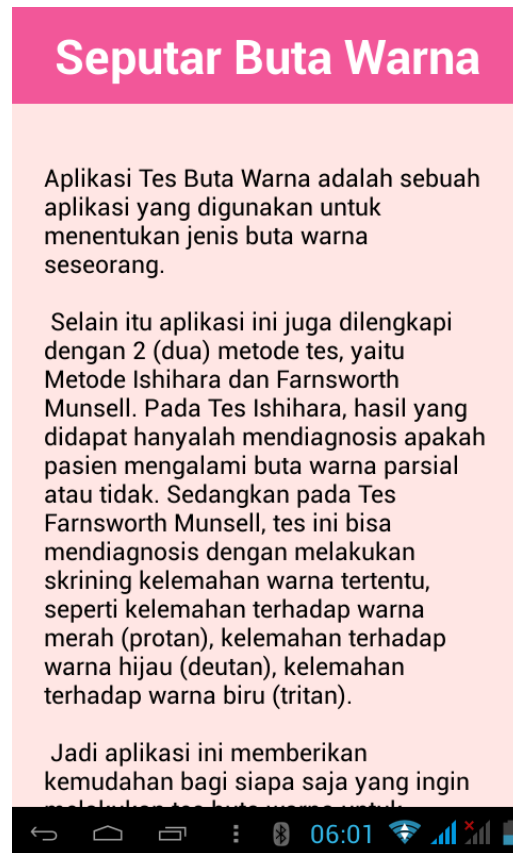 Seputar Buta Warna
Aplikasi Tes Buta Warna adalah sebuah
aplikasi yang digunakan untuk
menentukan jenis buta warna
seseorang.
Selain itu aplikasi ini juga dilengkapi
dengan 2 (dua) metode tes, yaitu
Metode Ishihara dan Farnsworth
Munsell. Pada Tes Ishihara, hasil yang
didapat hanyalah mendiagnosis apakah
pasien mengalami buta warna parsial
atau tidak. Sedangkan pada Tes
Farnsworth Munsell, tes ini bisa
mendiagnosis dengan melakukan
skrining kelemahan warna tertentu,
seperti kelemahan terhadap warna
merah (protan), kelemahan terhadap
warna hijau (deutan), kelemahan
terhadap warna biru (tritan).
Jadi aplikasi ini memberikan
kemudahan bagi siapa saja yang ingin
06:01